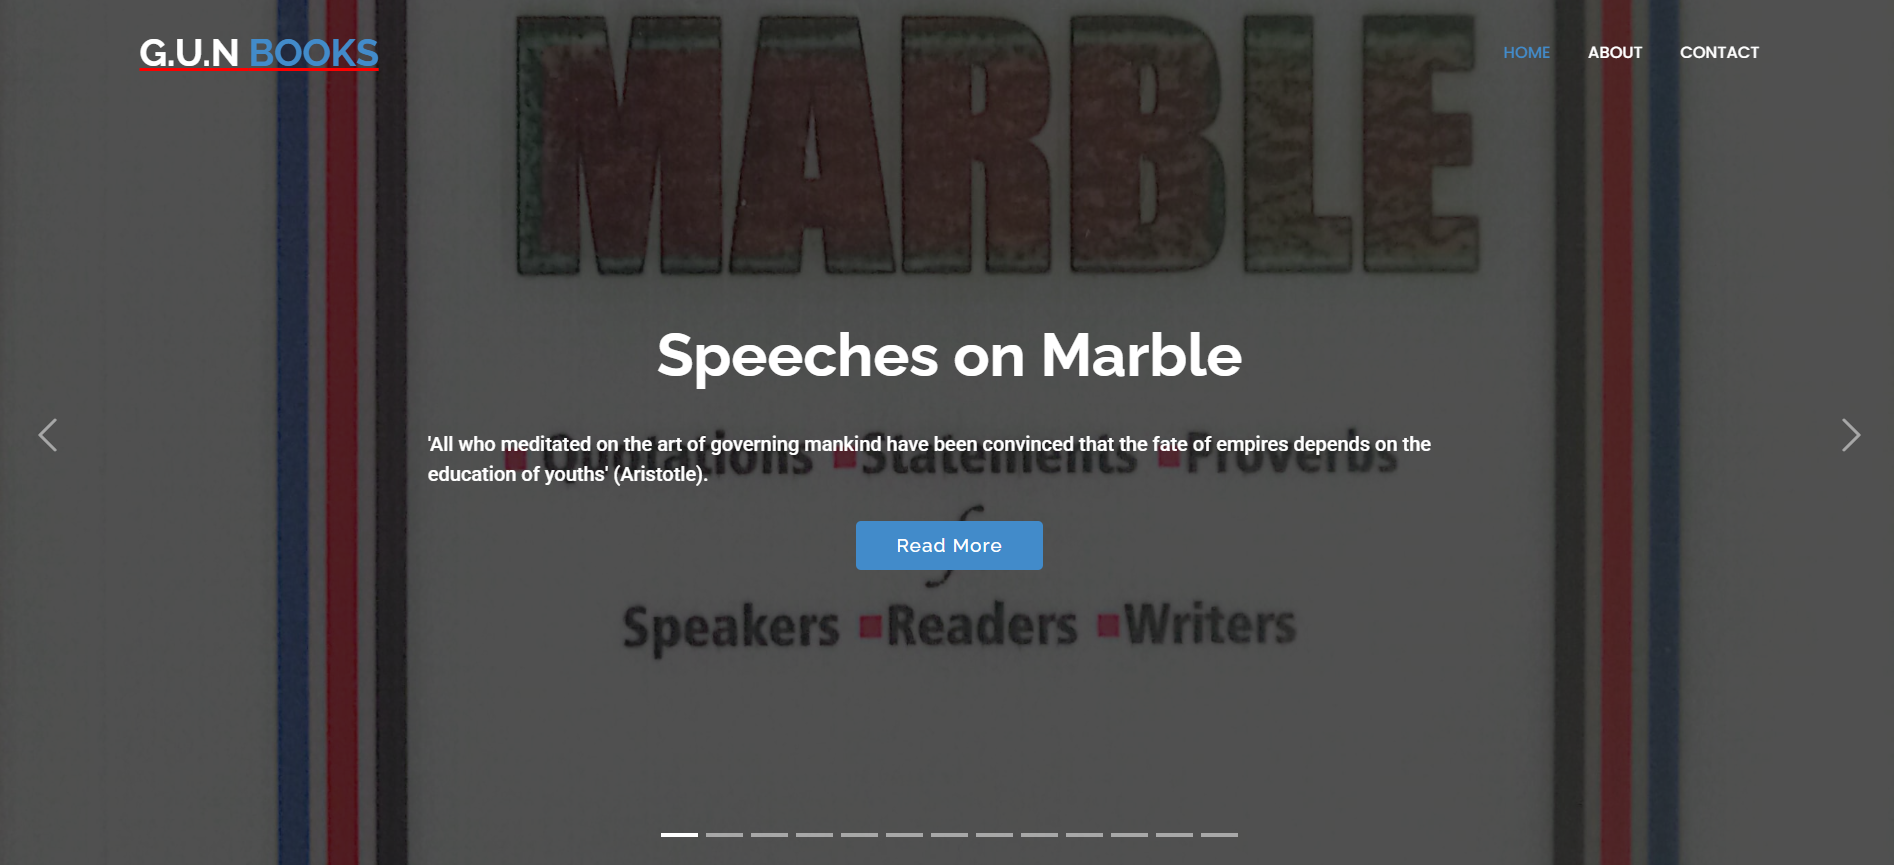 G.U.N BOOKS
HOME ABOUT CONTACT
MARBLE
Speeches on Marble
'All who meditated on the art of governing mankind have been convinced that the fate of empires depends on the
education of youths' (Aristotle).
Quotations Statements Proverbs
Read More
Speakers Readers Writers